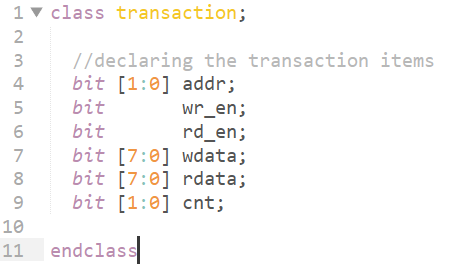 1 class transaction;
2
3 //declaring the transaction items
4 bit [1:0] addr;
5 bit wr_en;
6 bit rd_en;
7 bit [7:0] wdata;
8 bit [7:0] rdata;
9 bit [1:0] cnt;
10
11 endclass